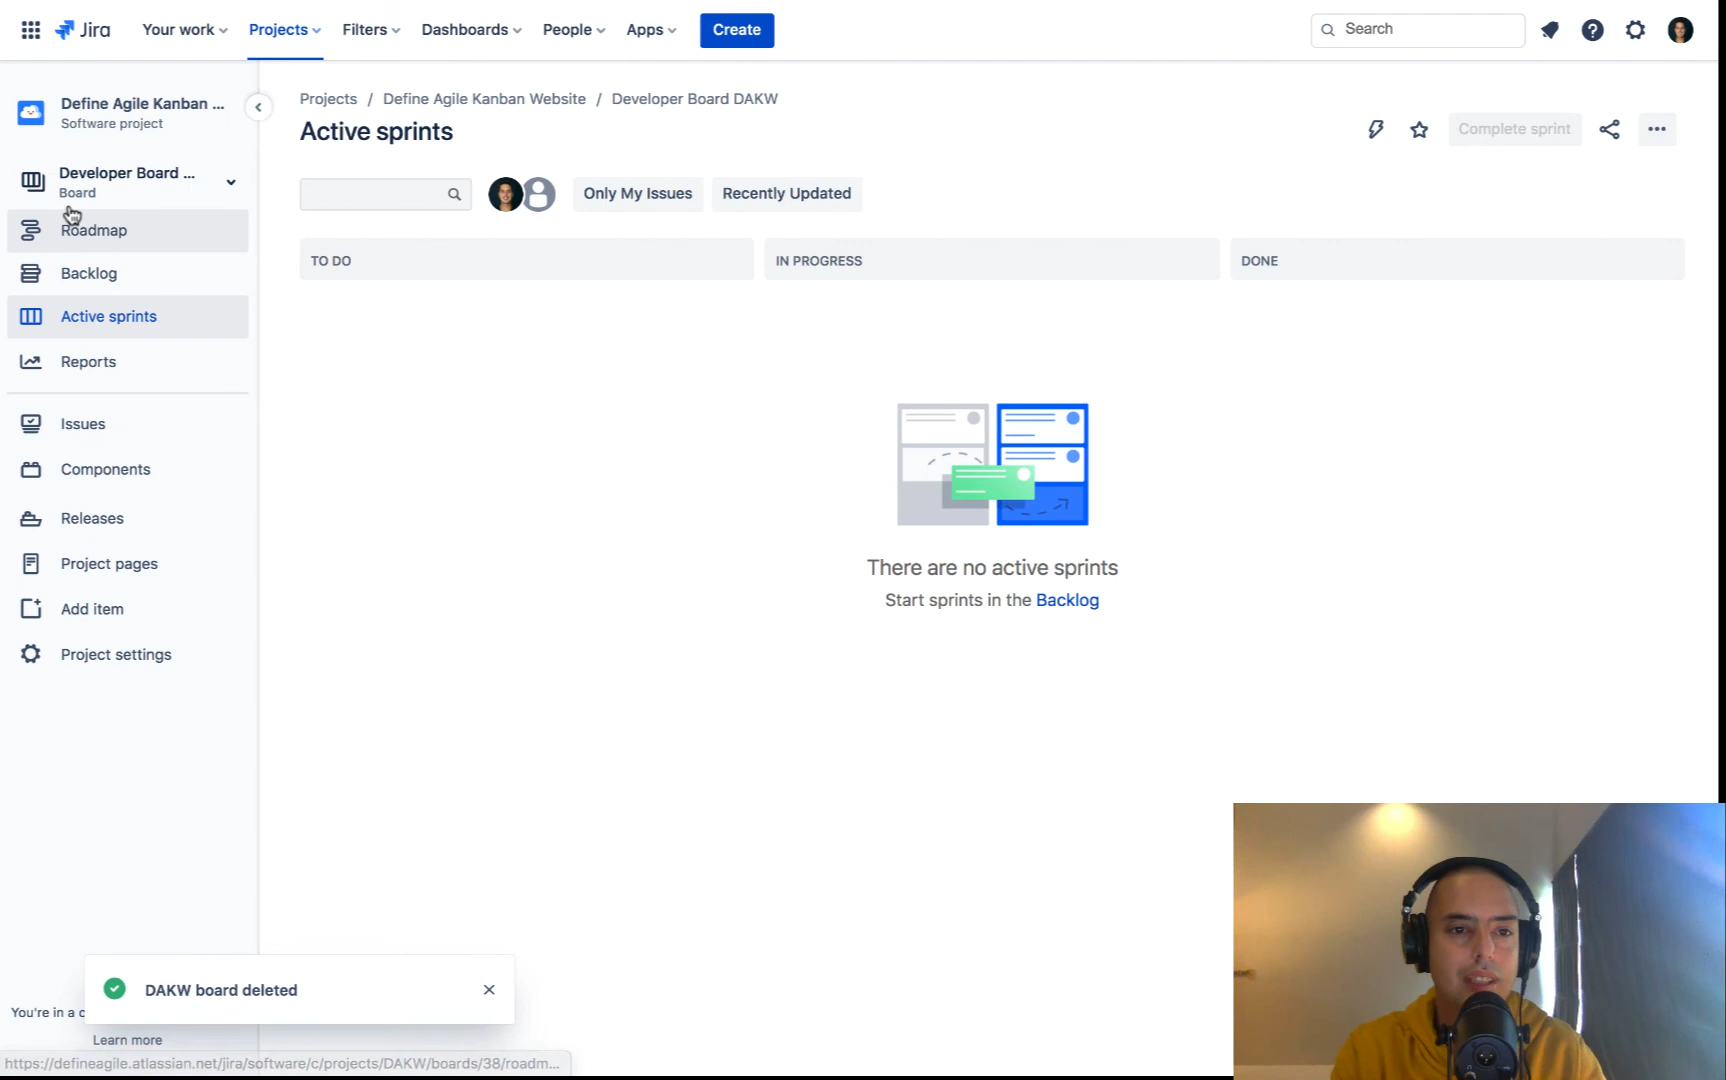 Jira
Your work
Projects
Filters
Dashboards
People
Apps
Create
Search
Define Agile Kanban ...
Software project
Developer Board ...
Board
Roadmap
Backlog
Active sprints
Reports
Issues
Components
Releases
Project pages
Add item
Project settings
Projects / Define Agile Kanban Website / Developer Board DAKW
Active sprints
Complete sprint
Only My Issues
Recently Updated
TO DO
IN PROGRESS
DONE
There are no active sprints
Start sprints in the Backlog
DAKW board deleted
You're in a
Learn more
https://defineagile.atlassian.net/jira/software/c/projects/DAKW/boards/38/roadm...